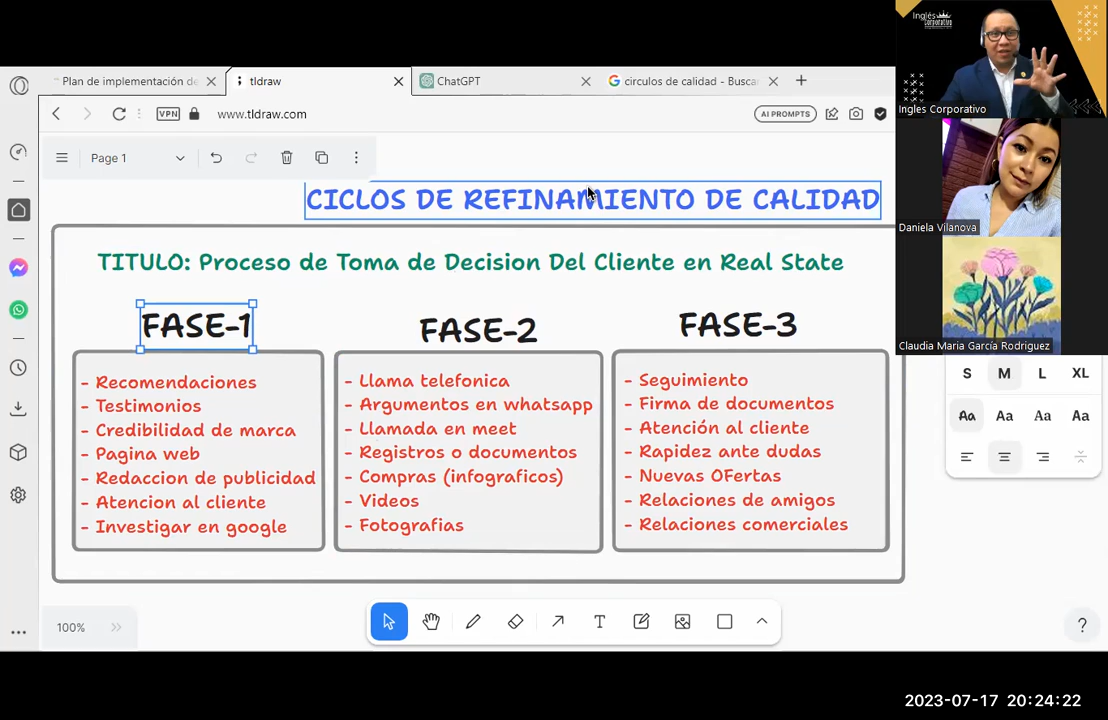 Plan de implementación de
tldraw
ChatGPT
circulos de calidad - Buscar
VPN
www.tldraw.com
AI PROMPTS
Page 1
CICLOS DE REFINAMIENTO DE CALIDAD
TITULO: Proceso de Toma de Decision Del Cliente en Real State
FASE-1
- Recomendaciones
- Testimonios
- Credibilidad de marca
- Pagina web
- Redaccion de publicidad
- Atencion al cliente
- Investigar en google
FASE-2
- Llama telefonica
- Argumentos en whatsapp
- Llamada en meet
- Registros o documentos
- Compras (infograficos)
- Videos
- Fotografias
FASE-3
- Seguimiento
- Firma de documentos
- Atención al cliente
- Rapidez ante dudas
- Nuevas OFertas
- Relaciones de amigos
- Relaciones comerciales
Inglés
Corporativo
Ingles Corporativo
Daniela Vilanova
Claudia Maria García Rodriguez
S M L XL
Aa Aa Aa Aa
100%
T
?
2023-07-17 20:24:22